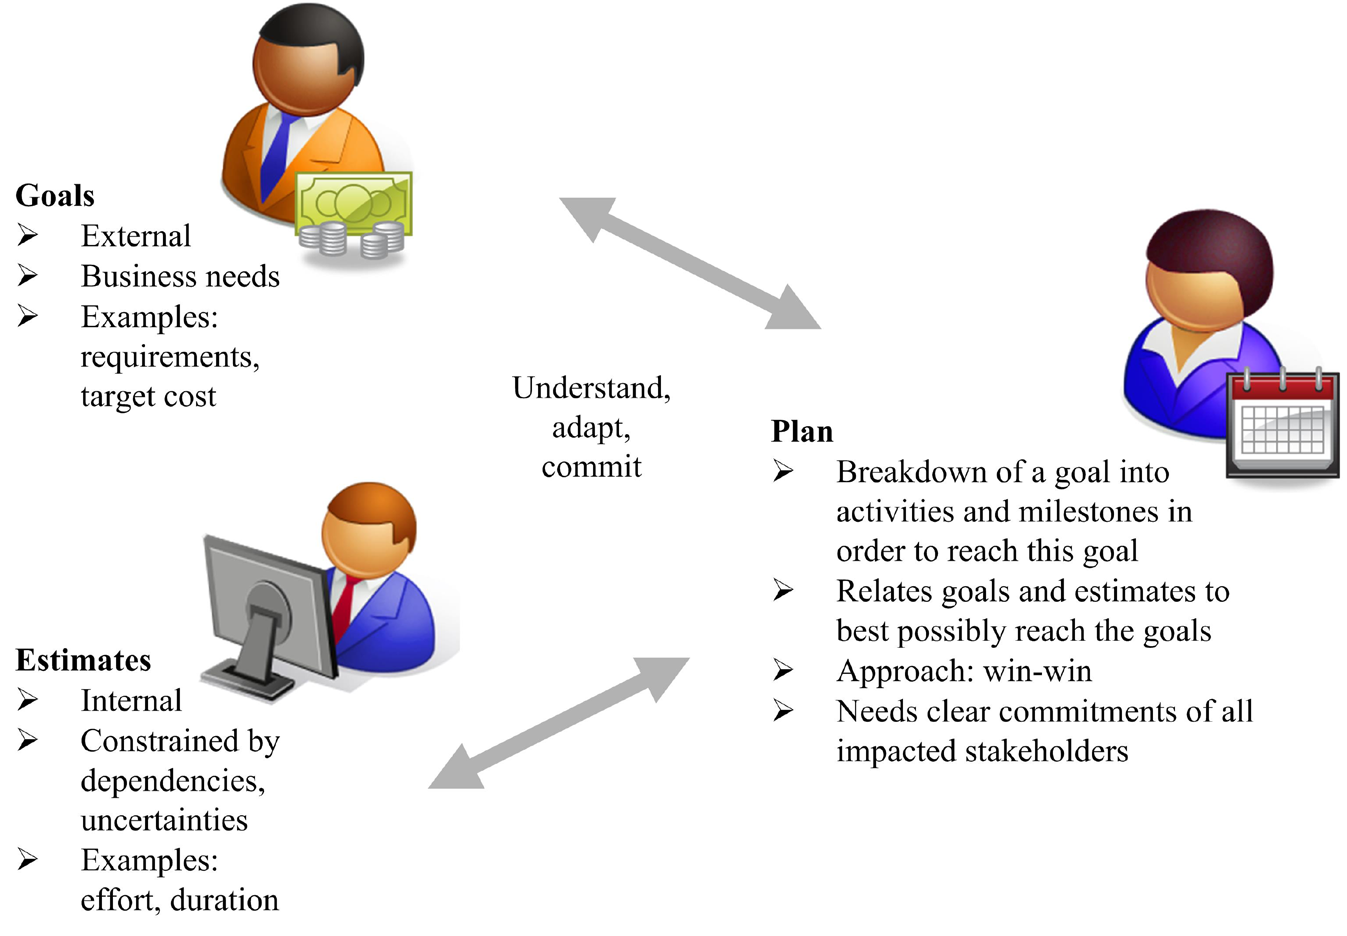 Goals
➢ External
➢ Business needs
➢ Examples:
requirements,
target cost
Understand,
adapt,
commit
Estimates
➢ Internal
➢ Constrained by
dependencies,
uncertainties
➢ Examples:
effort, duration
Plan
➢ Breakdown of a goal into
activities and milestones in
order to reach this goal
➢ Relates goals and estimates to
best possibly reach the goals
➢ Approach: win-win
➢ Needs clear commitments of all
impacted stakeholders